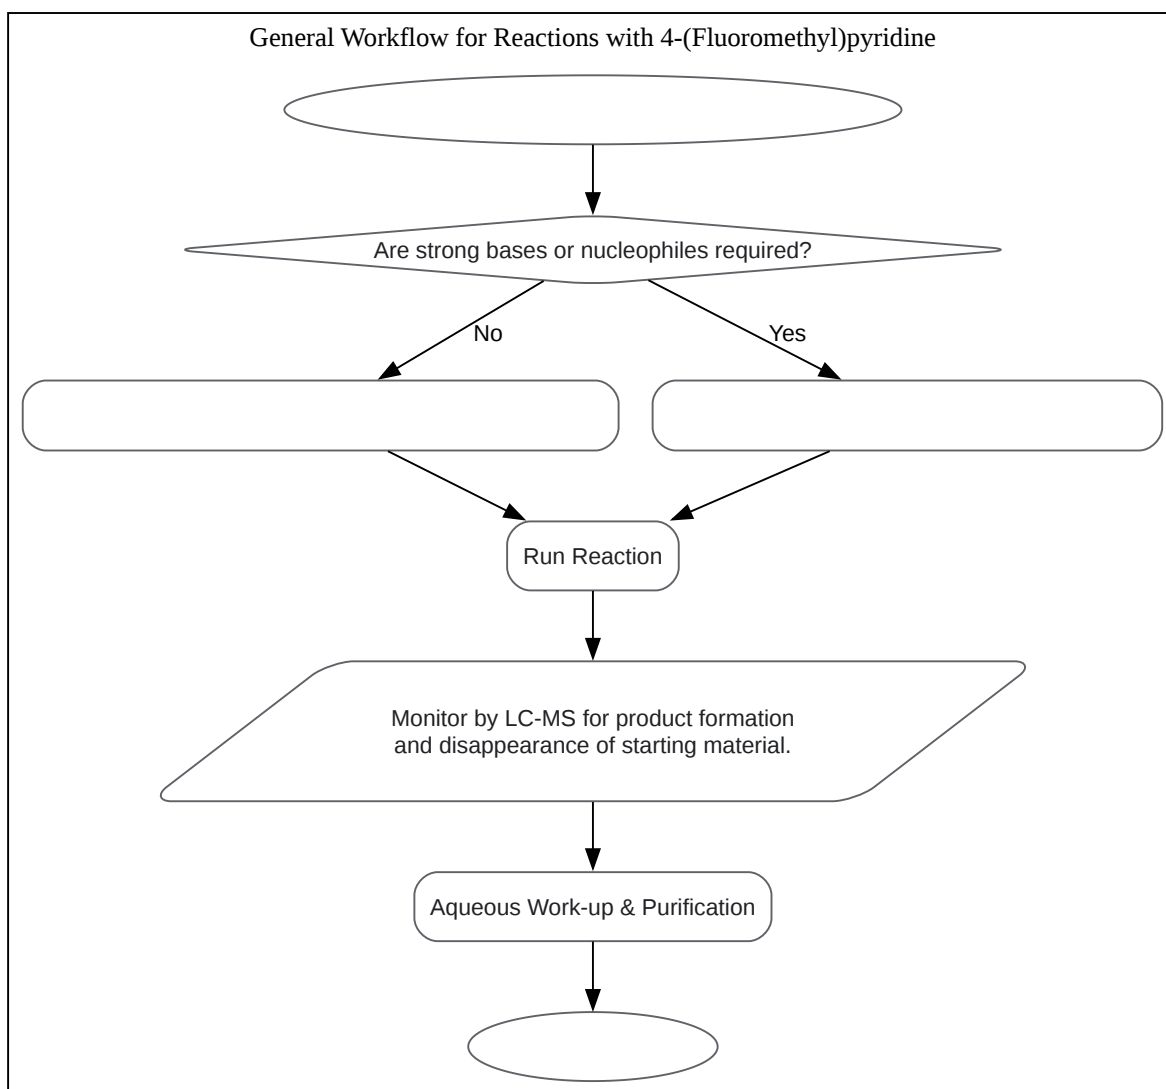 General Workflow for Reactions with 4-(Fluoromethyl)pyridine
Are strong bases or nucleophiles required?
No
Yes
Run Reaction
Monitor by LC-MS for product formation
and disappearance of starting material.
Aqueous Work-up & Purification